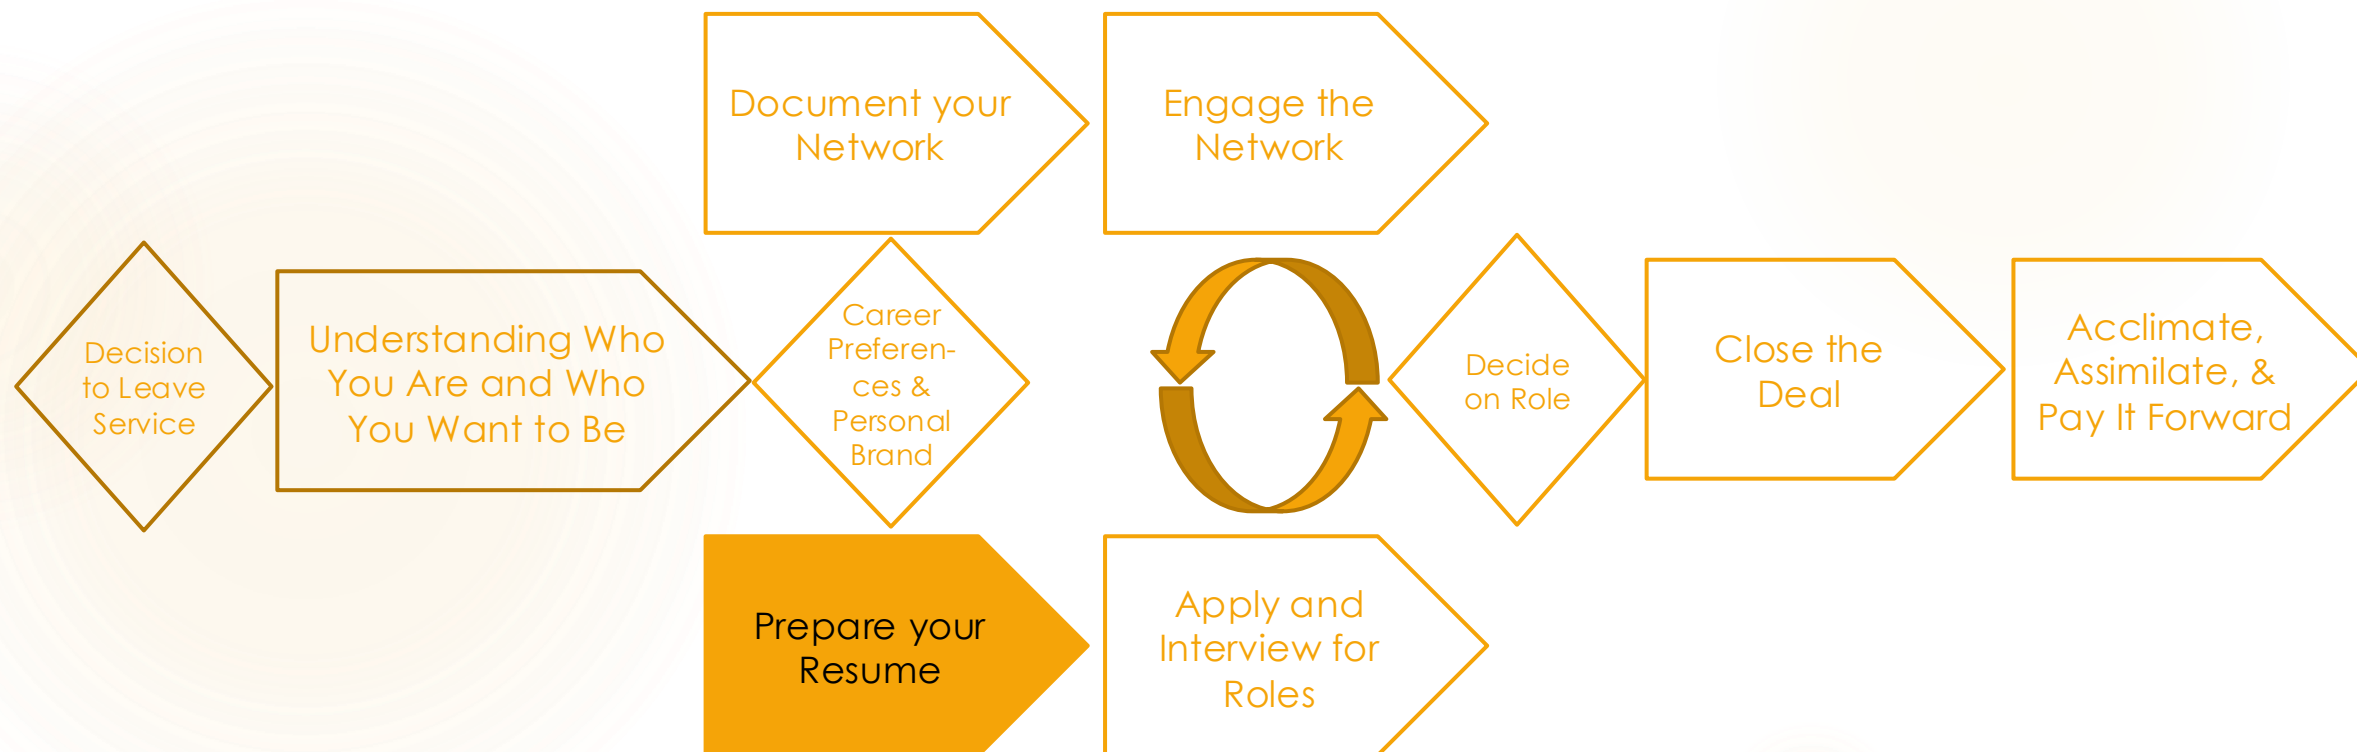 Document your
Network
Engage the
Network
Decision
to Leave
Service
Understanding Who
You Are and Who
You Want to Be
Career
Preferen-
ces &
Personal
Brand
Decide
on Role
Close the
Deal
Acclimate,
Assimilate, &
Pay It Forward
Prepare your
Resume
Apply and
Interview for
Roles